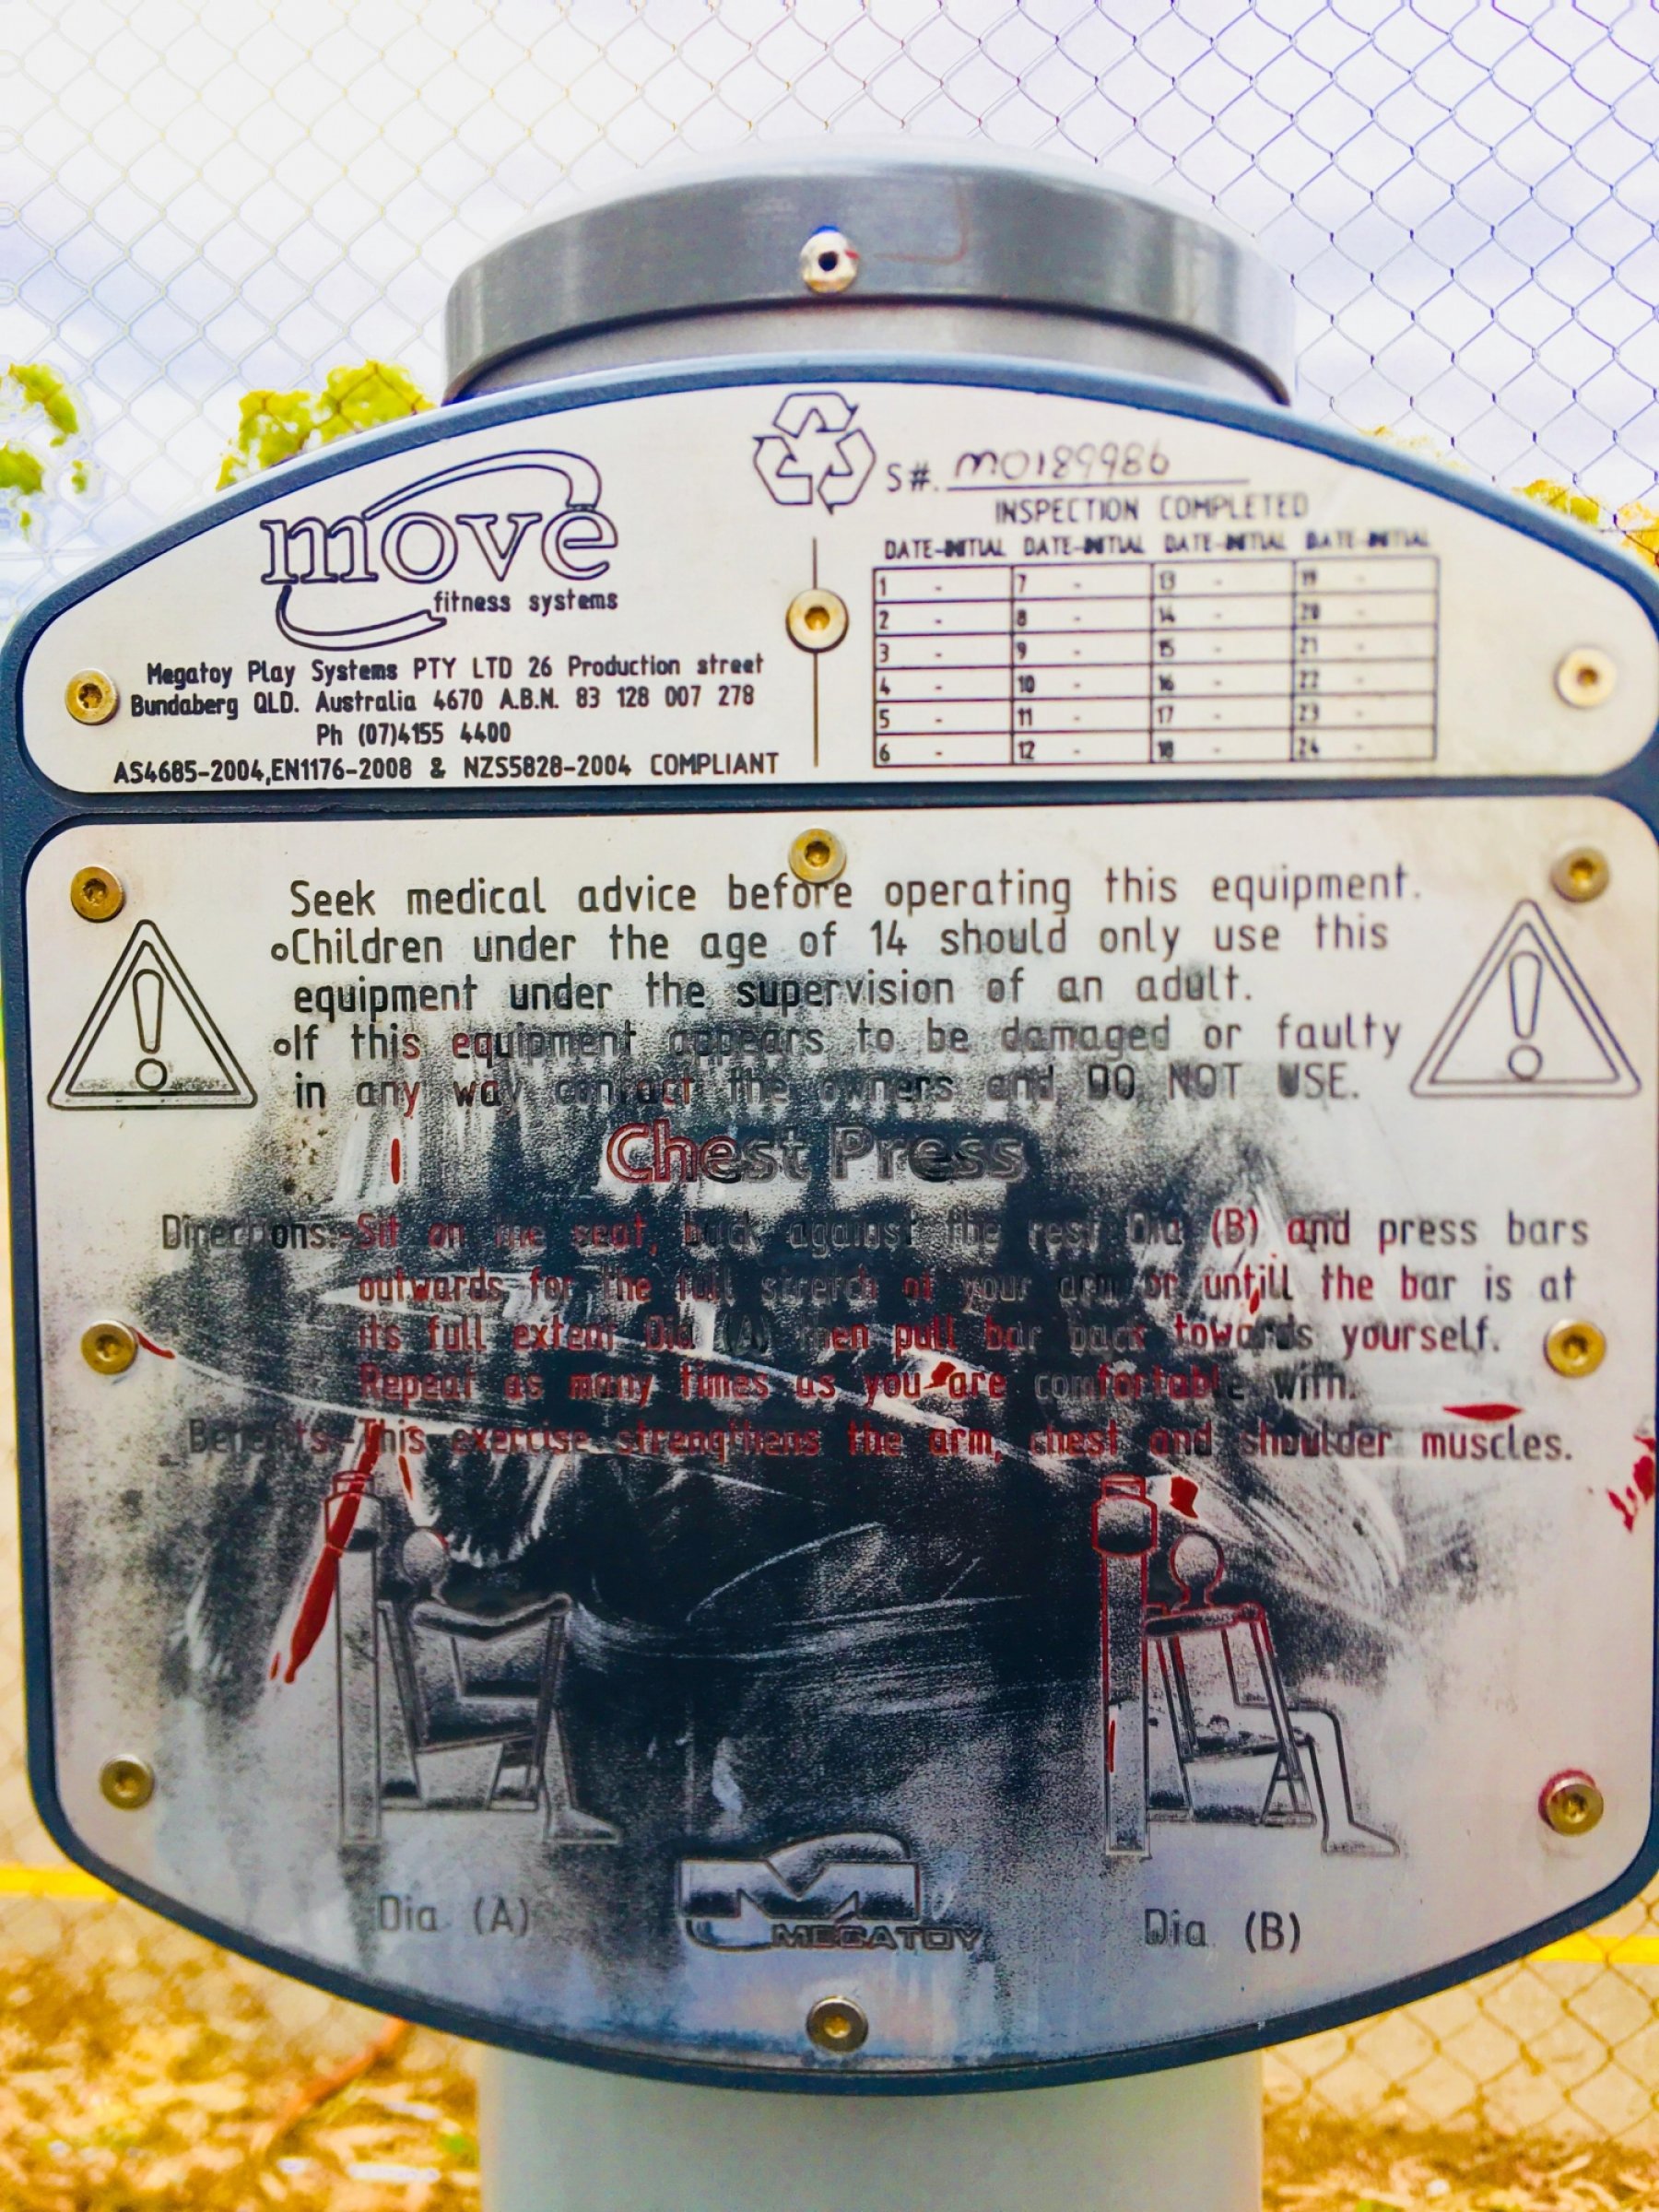 move
fitness systems
Megatoy Play Systems PTY LTD 26 Production street
Bundaberg QLD. Australia 4670 A.B.N. 83 128 007 278
Ph (07)4155 4400
AS4685-2004,EN1176-2008 & NZS5828-2004 COMPLIANT
S#. M0189986
INSPECTION COMPLETED
DATE-INITIAL DATE-INITIAL DATE-INITIAL DATE-INITIAL
1 - 7 - 13 - 19 -
2 - 8 - 14 - 20 -
3 - 9 - 15 - 21 -
4 - 10 - 16 - 22 -
5 - 11 - 17 - 23 -
6 - 12 - 18 - 24 -
Seek medical advice before operating this equipment.
∘Children under the age of 14 should only use this
equipment under the supervision of an adult.
∘If this equipment appears to be damaged or faulty
in any way contact the owners and DO NOT USE.
Chest Press
Directions:-Sit on the seat, back against the rest Dia (B) and press bars
outwards for the full stretch of your arm or untill the bar is at
its full extent Dia (A) then pull bar back towards yourself.
Repeat as many times as you are comfortable with.
Benefits:-This exercise strengthens the arm, chest and shoulder muscles.
Dia (A)
MEGATOY
Dia (B)